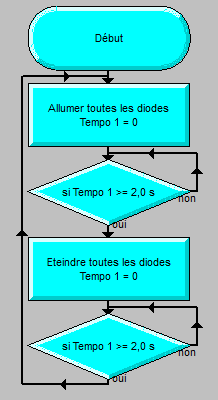 Début
Allumer toutes les diodes
Tempo 1 = 0
si Tempo 1 >= 2,0 s
non
oui
Eteindre toutes les diodes
Tempo 1 = 0
si Tempo 1 >= 2,0 s
non
oui